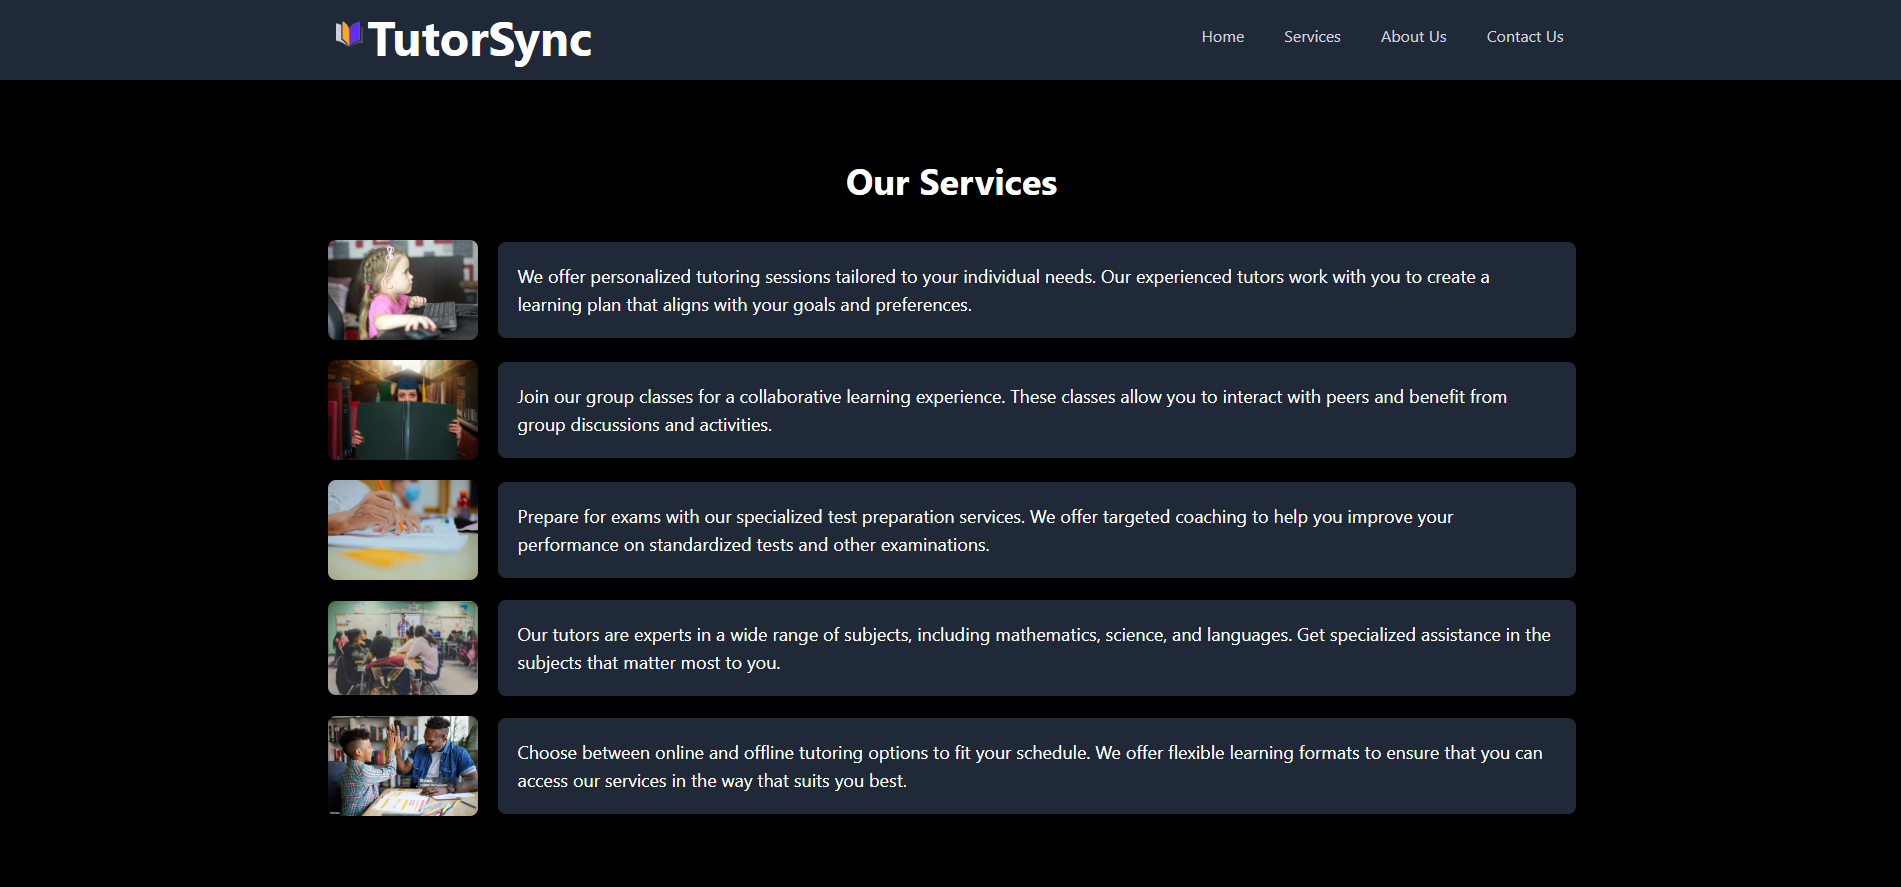 TutorSync
Home Services About Us Contact Us
Our Services
We offer personalized tutoring sessions tailored to your individual needs. Our experienced tutors work with you to create a
learning plan that aligns with your goals and preferences.
Join our group classes for a collaborative learning experience. These classes allow you to interact with peers and benefit from
group discussions and activities.
Prepare for exams with our specialized test preparation services. We offer targeted coaching to help you improve your
performance on standardized tests and other examinations.
Our tutors are experts in a wide range of subjects, including mathematics, science, and languages. Get specialized assistance in the
subjects that matter most to you.
Choose between online and offline tutoring options to fit your schedule. We offer flexible learning formats to ensure that you can
access our services in the way that suits you best.